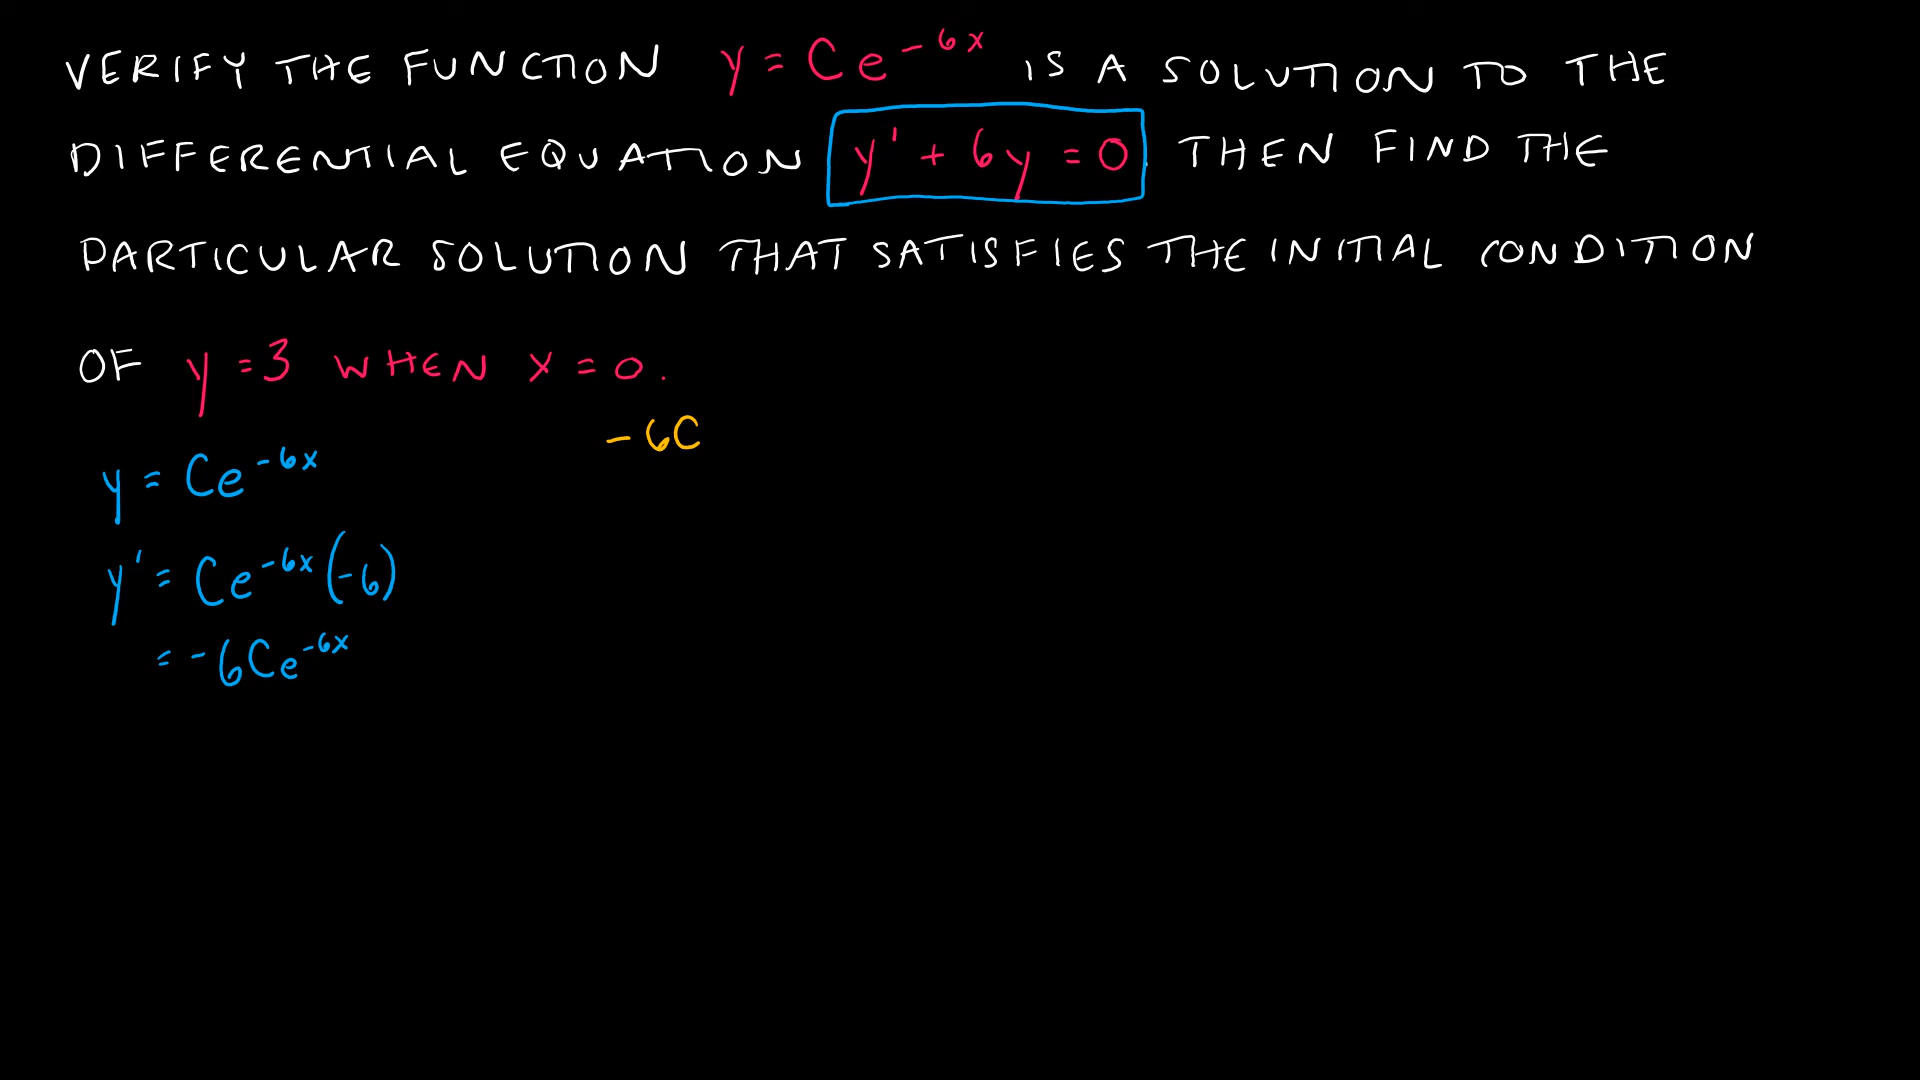 VERIFY THE FUNCTION y = Ce^{-6x} IS A SOLUTION TO THE
DIFFERENTIAL EQUATION y' + 6y = 0. THEN FIND THE
PARTICULAR SOLUTION THAT SATISFIES THE INITIAL CONDITION
OF y = 3 WHEN x = 0.
-6C
y = Ce^{-6x}
y' = Ce^{-6x}(-6)
= -6Ce^{-6x}